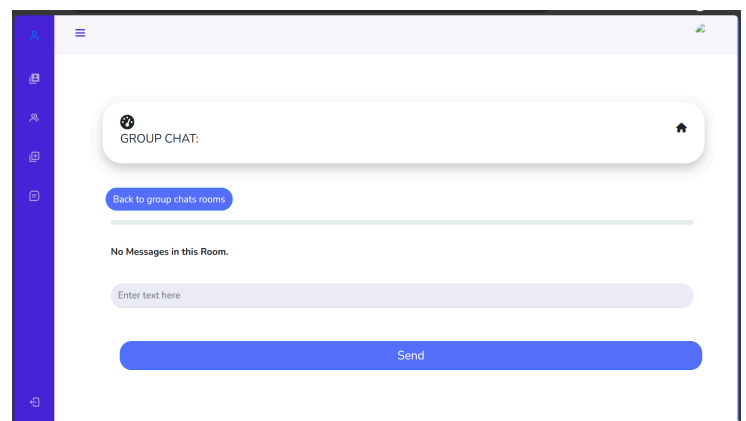 GROUP CHAT:
Back to group chats rooms
No Messages in this Room.
Enter text here
Send